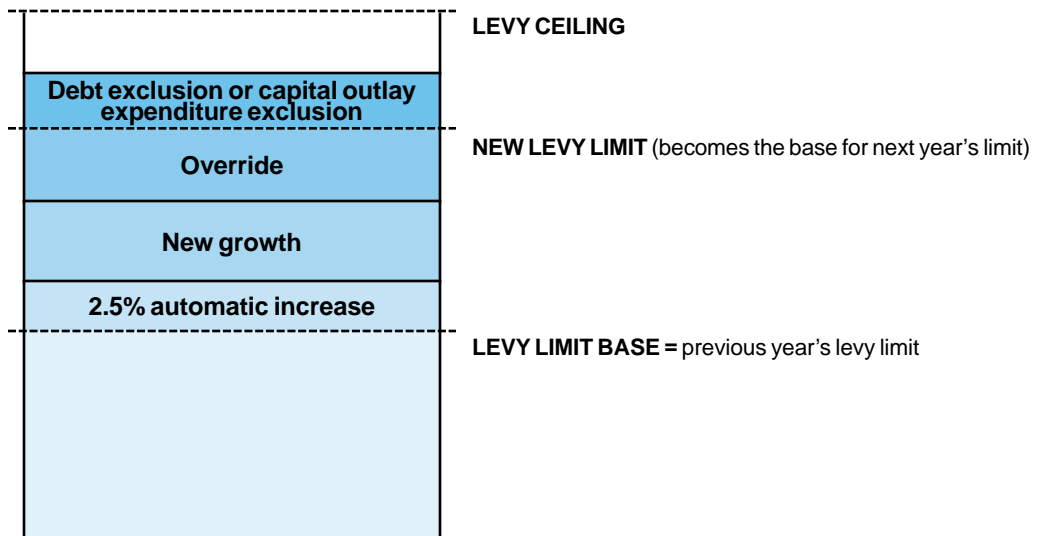 LEVY CEILING
Debt exclusion or capital outlay
expenditure exclusion
NEW LEVY LIMIT (becomes the base for next year’s limit)
Override
New growth
2.5% automatic increase
LEVY LIMIT BASE = previous year’s levy limit